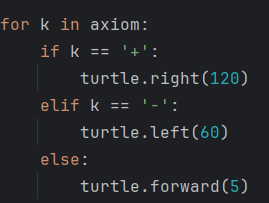 for k in axiom:
    if k == '+':
        turtle.right(120)
    elif k == '-':
        turtle.left(60)
    else:
        turtle.forward(5)